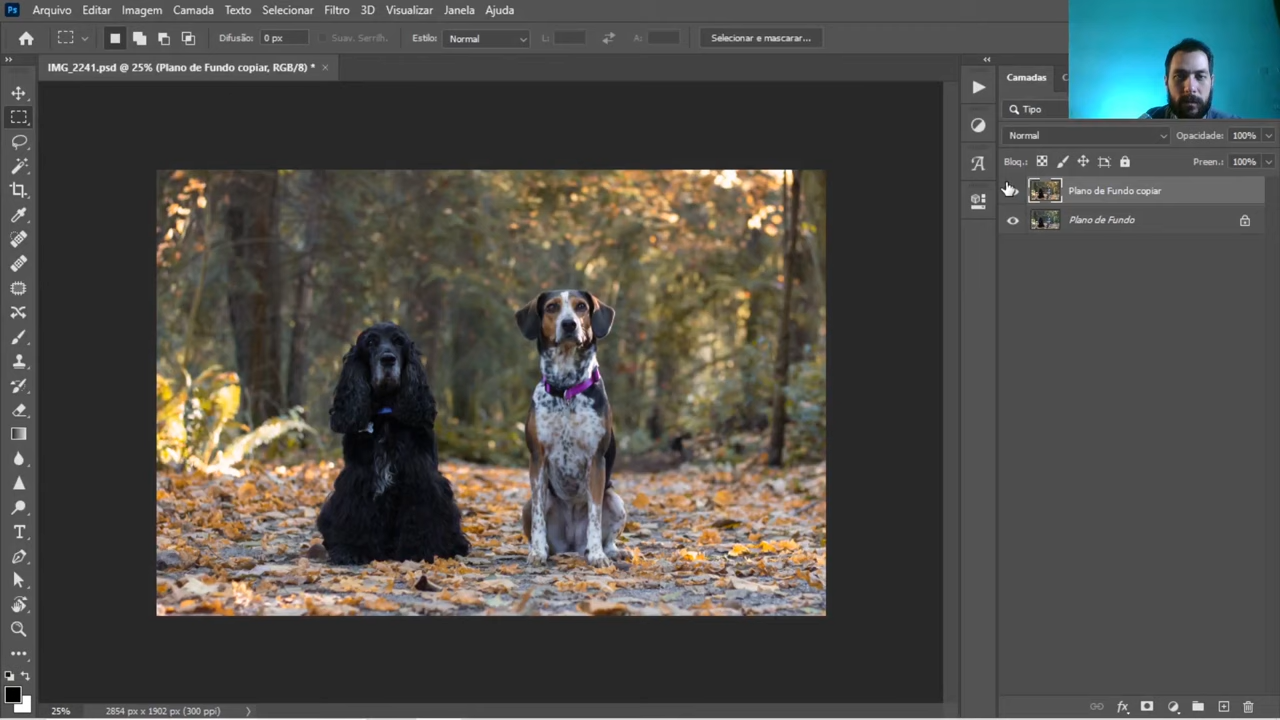 Ps Arquivo Editar Imagem Camada Texto Selecionar Filtro 3D Visualizar Janela Ajuda
Difusão: 0 px Suav. Serrilh. Estilo: Normal L: A: Selecionar e mascarar...
IMG_2241.psd @ 25% (Plano de Fundo copiar, RGB/8) *
Camadas
Tipo
Normal Opacidade: 100%
Bloq.: Preen.: 100%
Plano de Fundo copiar
Plano de Fundo
25% 2854 px x 1902 px (300 ppi)